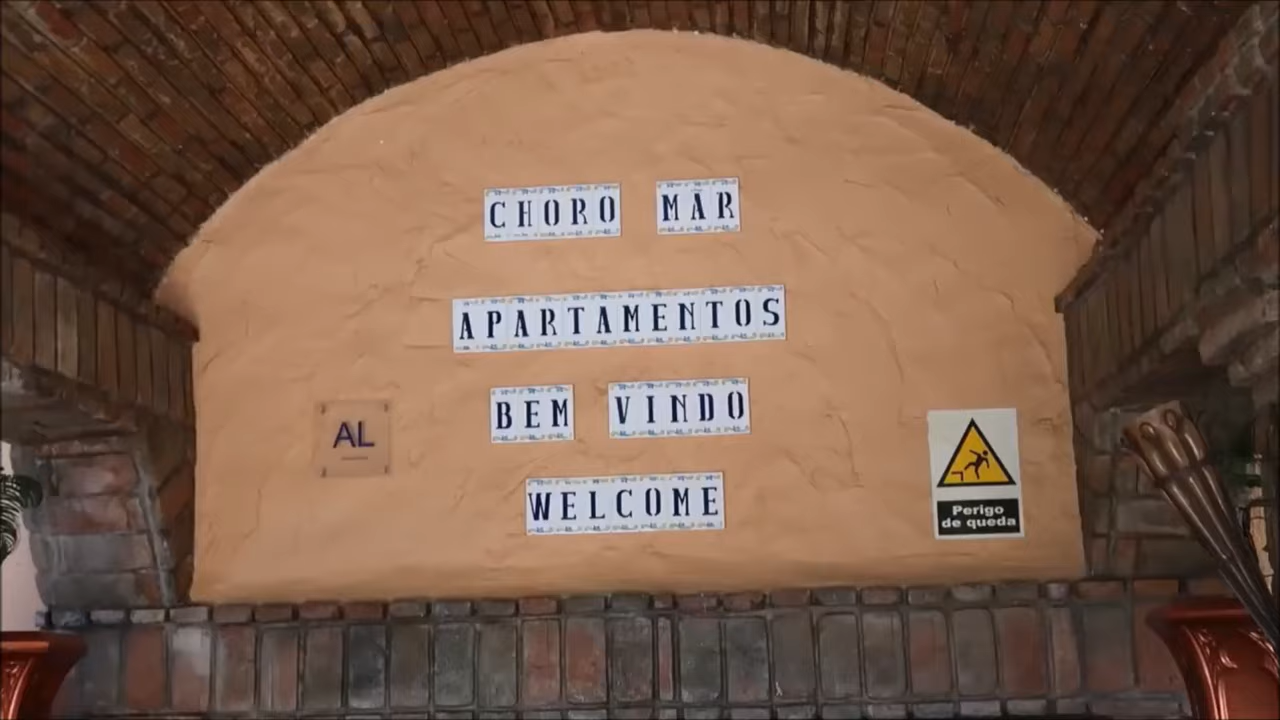 CHORO MAR
APARTAMENTOS
BEM VINDO
WELCOME
AL
Perigo
de queda